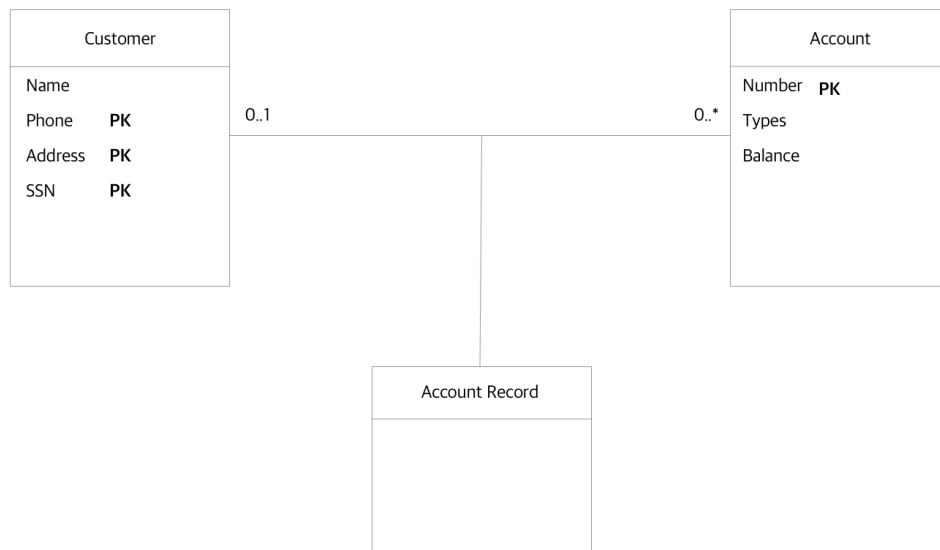 Customer
Name
Phone PK
Address PK
SSN PK
0..1
0..*
Account
Number PK
Types
Balance
Account Record